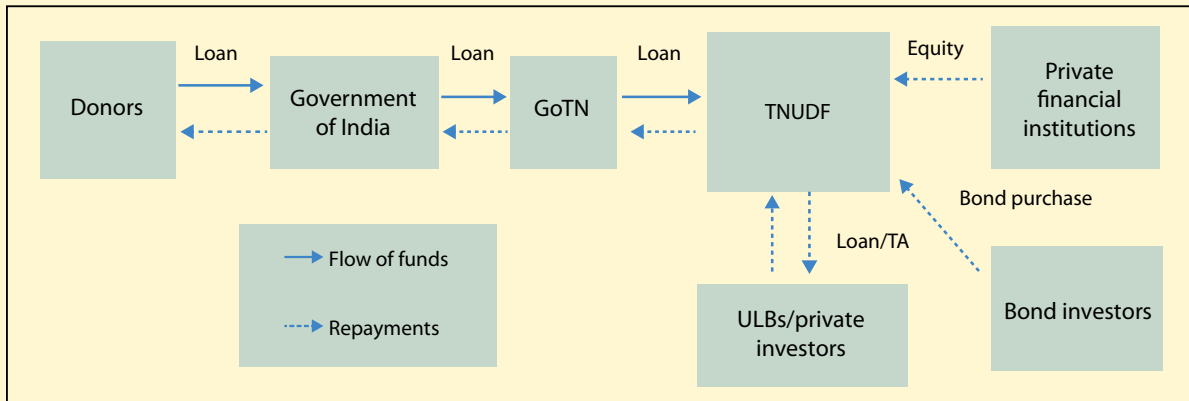 Loan
Loan
Loan
Equity
Donors
Government
of India
GoTN
TNUDF
Private
financial
institutions
Bond purchase
Loan/TA
Flow of funds
Repayments
ULBs/private
investors
Bond investors